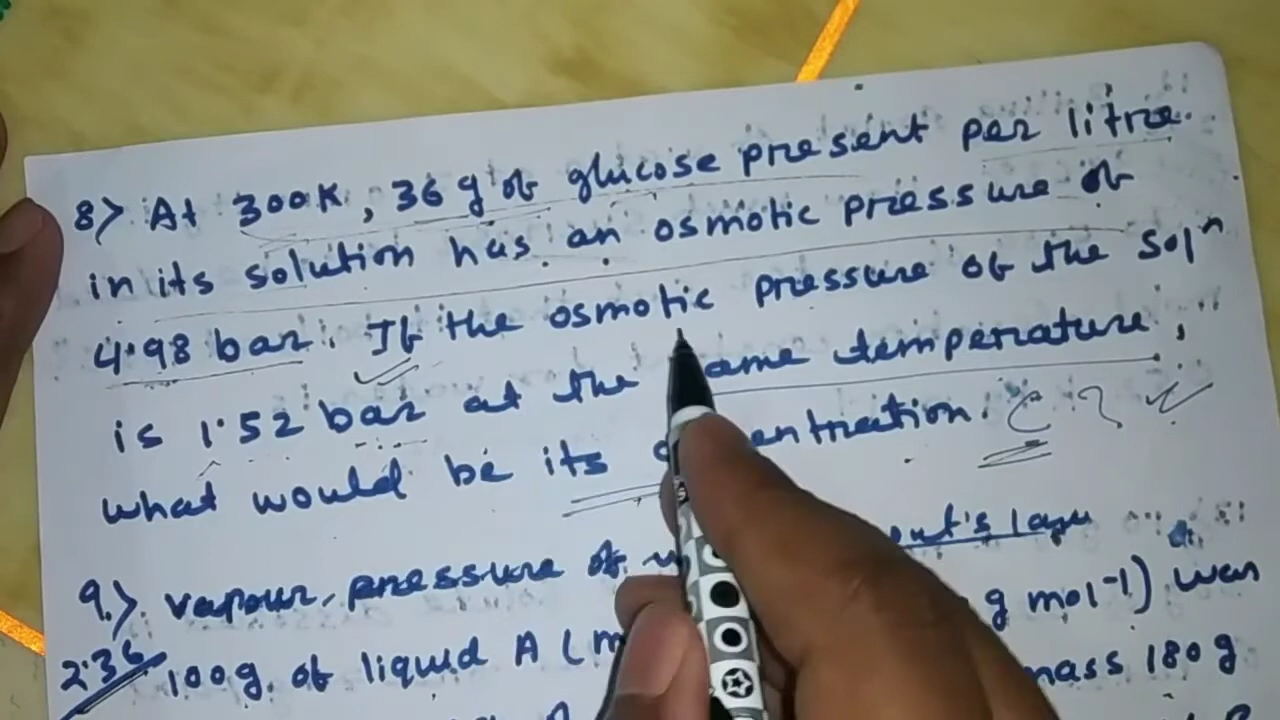 8> At 300K, 36 g of glucose present per litre
in its solution has an osmotic pressure of
4.98 bar. If the osmotic pressure of the solⁿ
is 1.52 bar at the same temperature,
what would be its concentration. C ?
9.> vapour pressure of law
2.36 100g. of liquid A ( g mol⁻¹) was
mass 180 g